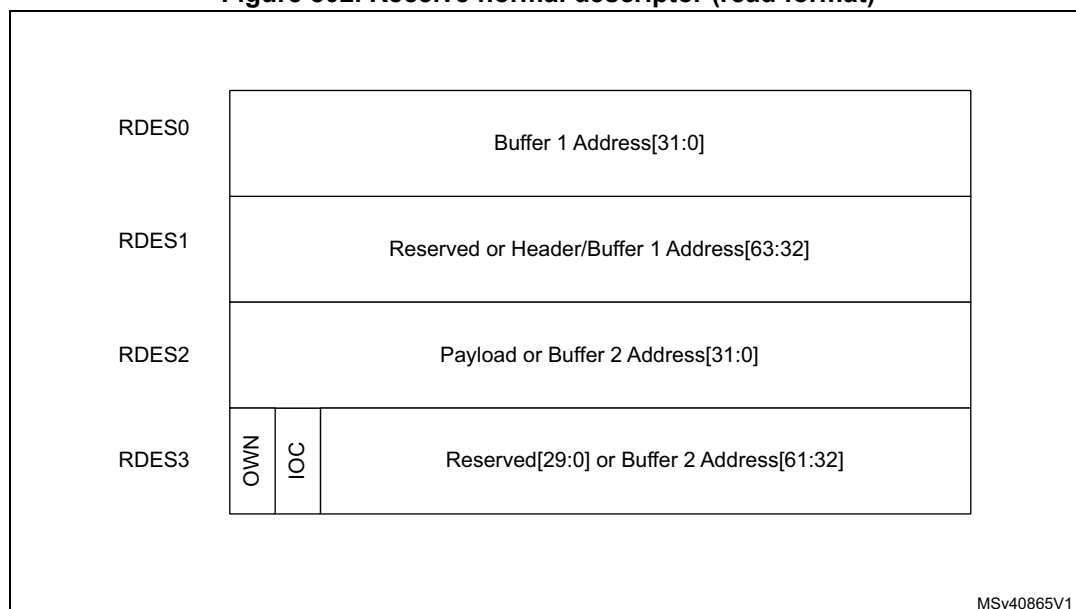 Figure 802. Receive normal descriptor (read format)
RDES0
Buffer 1 Address[31:0]
RDES1
Reserved or Header/Buffer 1 Address[63:32]
RDES2
Payload or Buffer 2 Address[31:0]
RDES3
OWN
IOC
Reserved[29:0] or Buffer 2 Address[61:32]
MSv40865V1